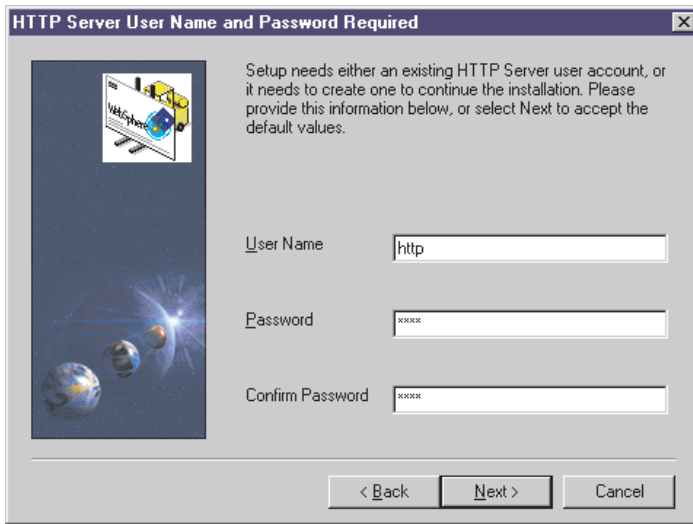 HTTP Server User Name and Password Required
WebSphere
Setup needs either an existing HTTP Server user account, or
it needs to create one to continue the installation. Please
provide this information below, or select Next to accept the
default values.
User Name
http
Password
****
Confirm Password
****
< Back
Next >
Cancel